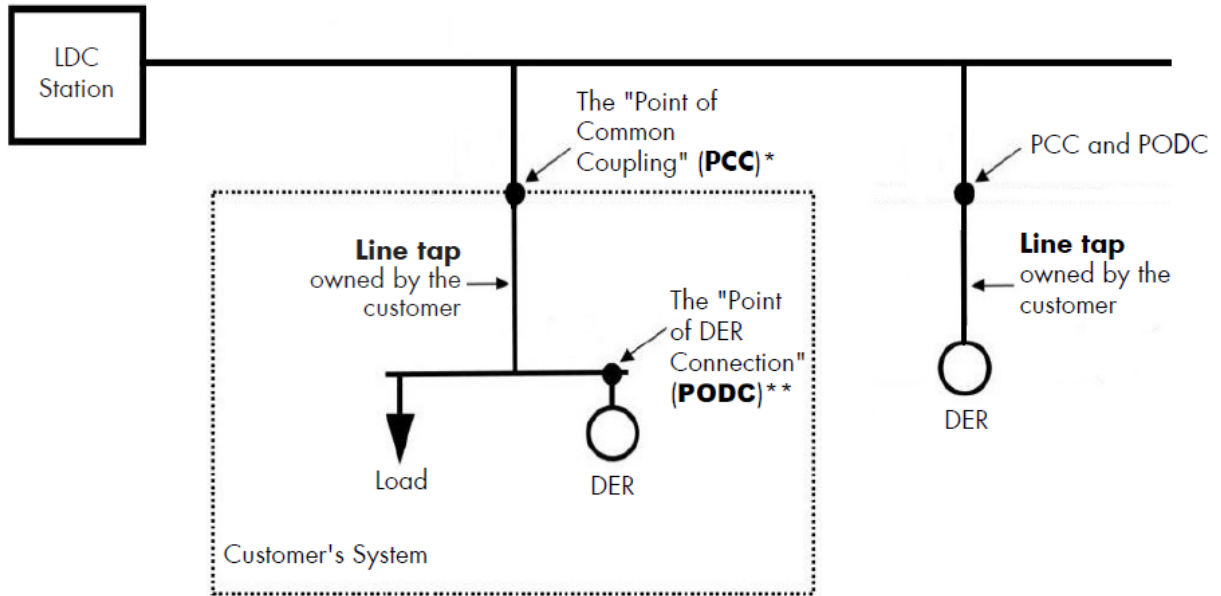 LDC
Station
The "Point of
Common
Coupling" (PCC)*
PCC and PODC
Line tap
owned by the
customer
The "Point
of DER
Connection"
(PODC)**
Line tap
owned by the
customer
Load
DER
DER
Customer's System